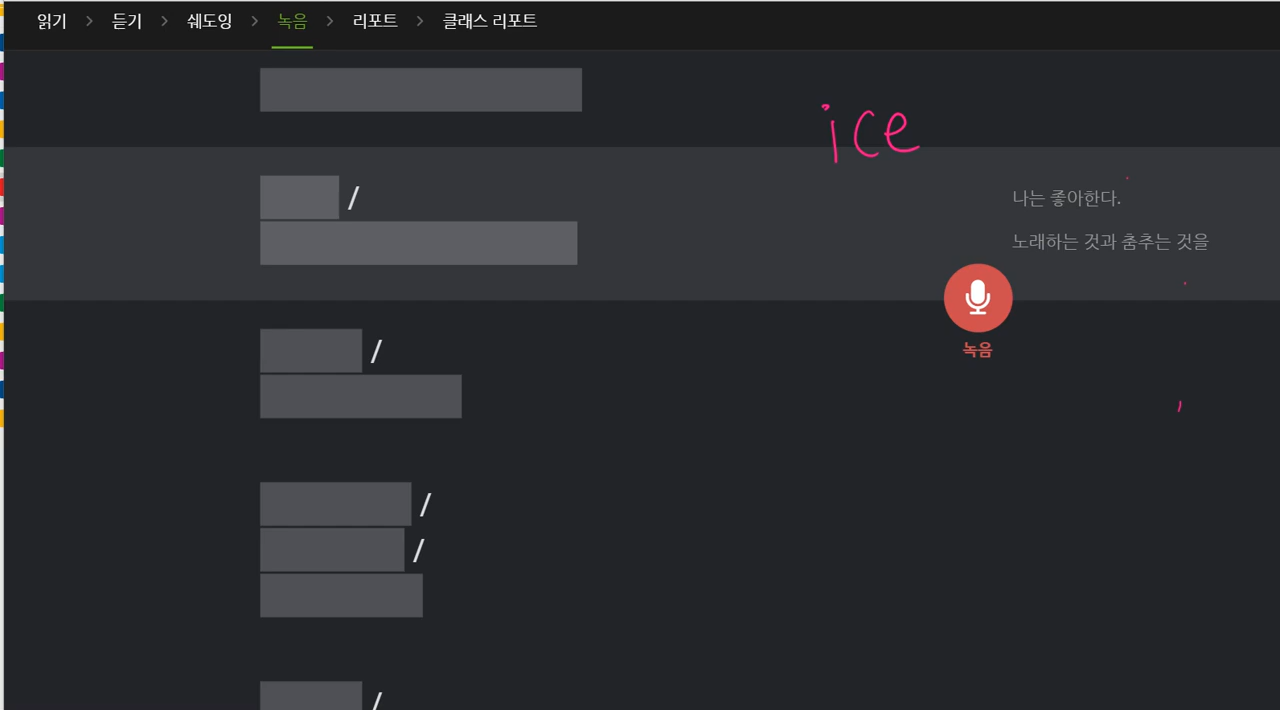 읽기 > 듣기 > 쉐도잉 > 녹음 > 리포트 > 클래스 리포트
ice
/
나는 좋아한다.
노래하는 것과 춤추는 것을
녹음
/
/
/
/